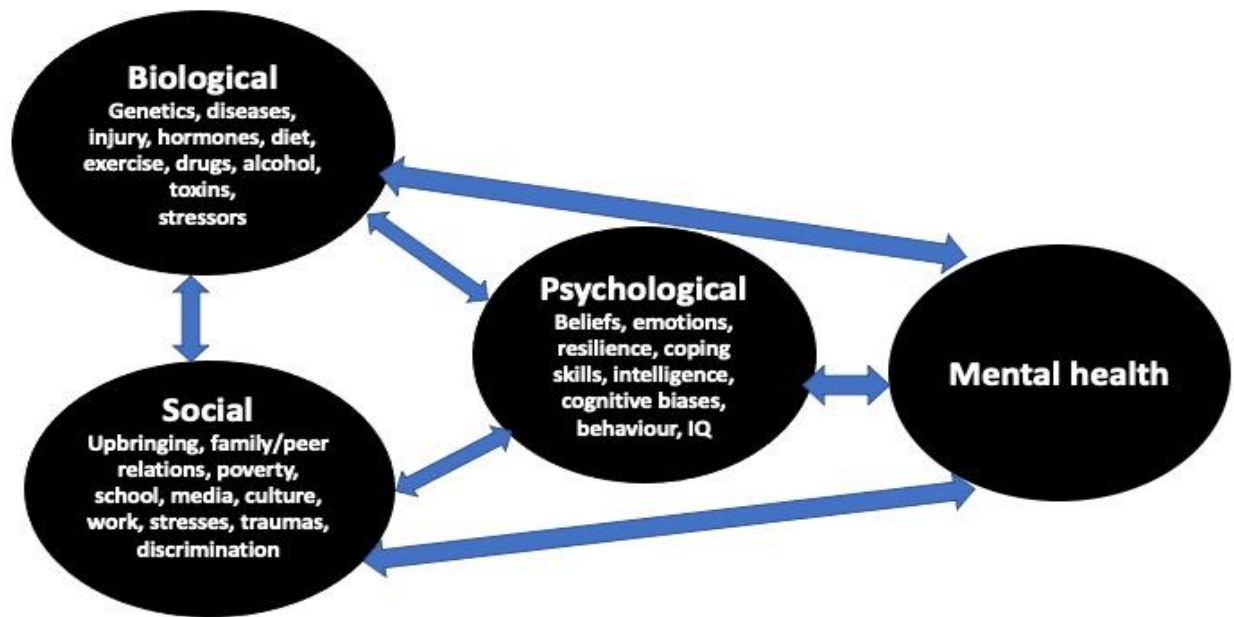 Biological
Genetics, diseases,
injury, hormones, diet,
exercise, drugs, alcohol,
toxins,
stressors
Psychological
Beliefs, emotions,
resilience, coping
skills, intelligence,
cognitive biases,
behaviour, IQ
Mental health
Social
Upbringing, family/peer
relations, poverty,
school, media, culture,
work, stresses, traumas,
discrimination